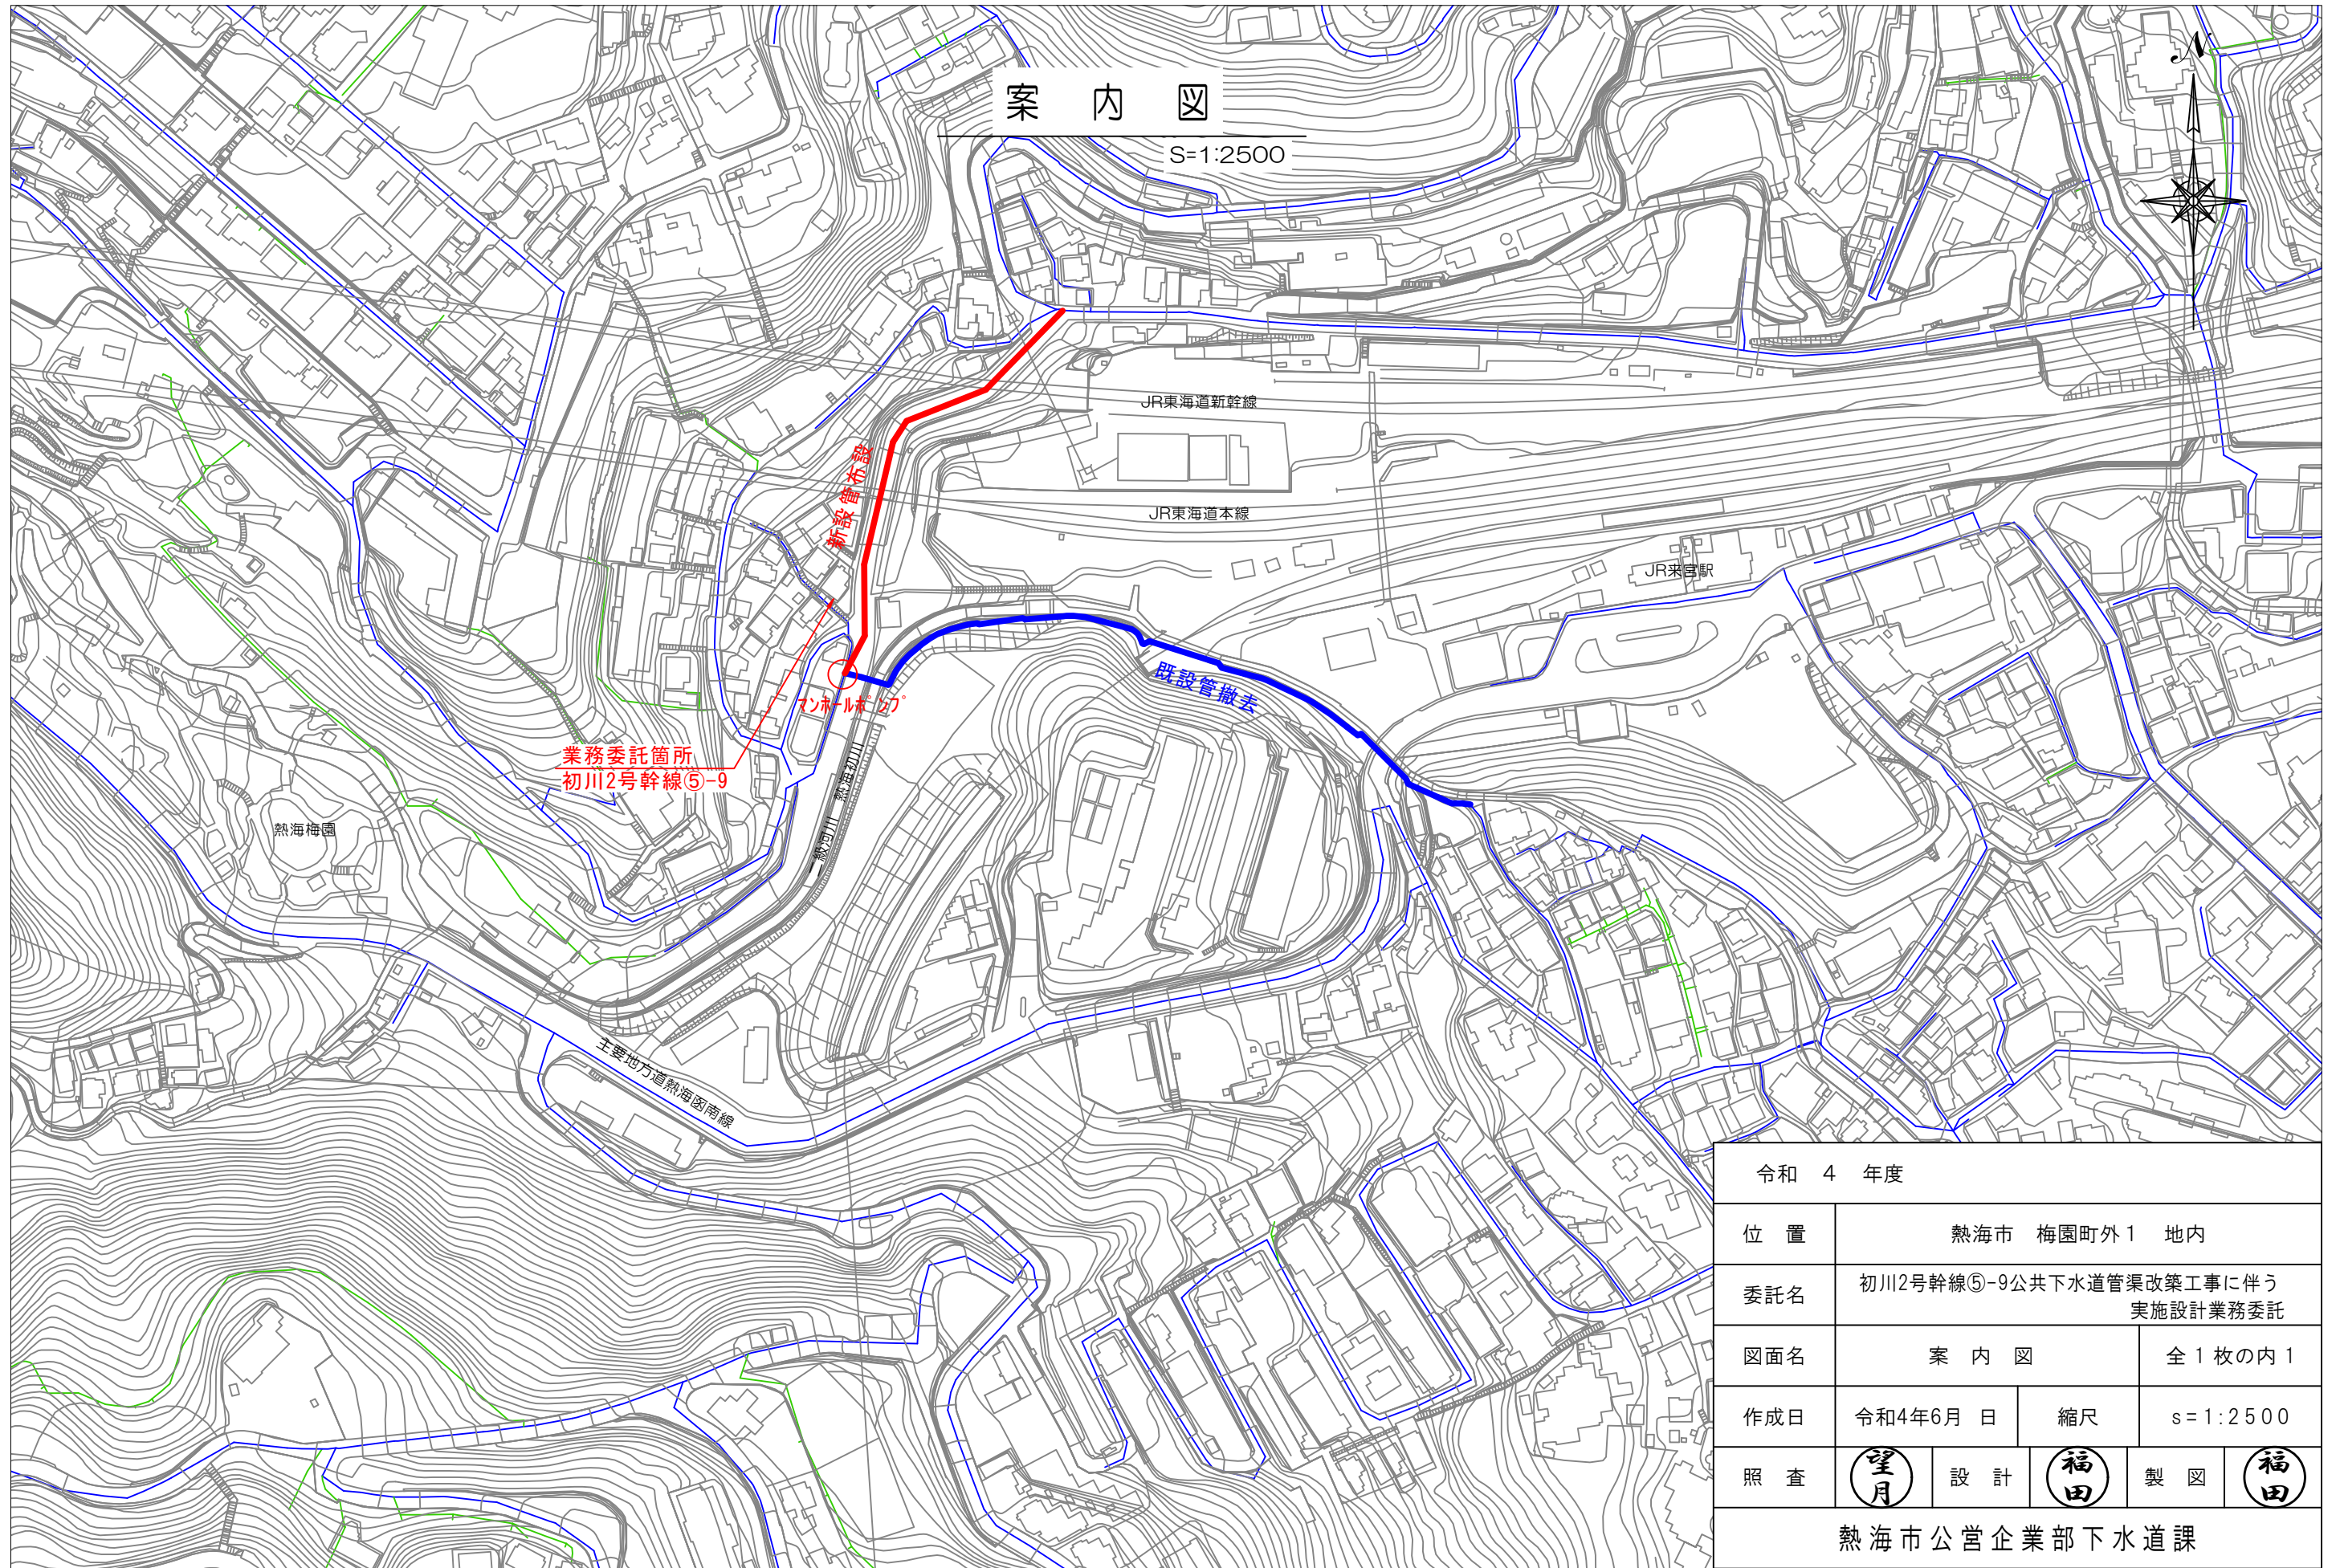 案内図
S=1:2500
N
JR東海道新幹線
新設管布設
JR東海道本線
JR来宮駅
既設管撤去
マンホールポンプ
業務委託箇所
初川2号幹線⑤-9
二級河川 熱海初川
熱海梅園
主要地方道熱海函南線
令和 4 年度
位置 熱海市 梅園町外1 地内
委託名 初川2号幹線⑤-9公共下水道管渠改築工事に伴う
実施設計業務委託
図面名 案内図 全1枚の内1
作成日 令和4年6月 日 縮尺 s=1:2500
照査 望月 設計 福田 製図 福田
熱海市公営企業部下水道課